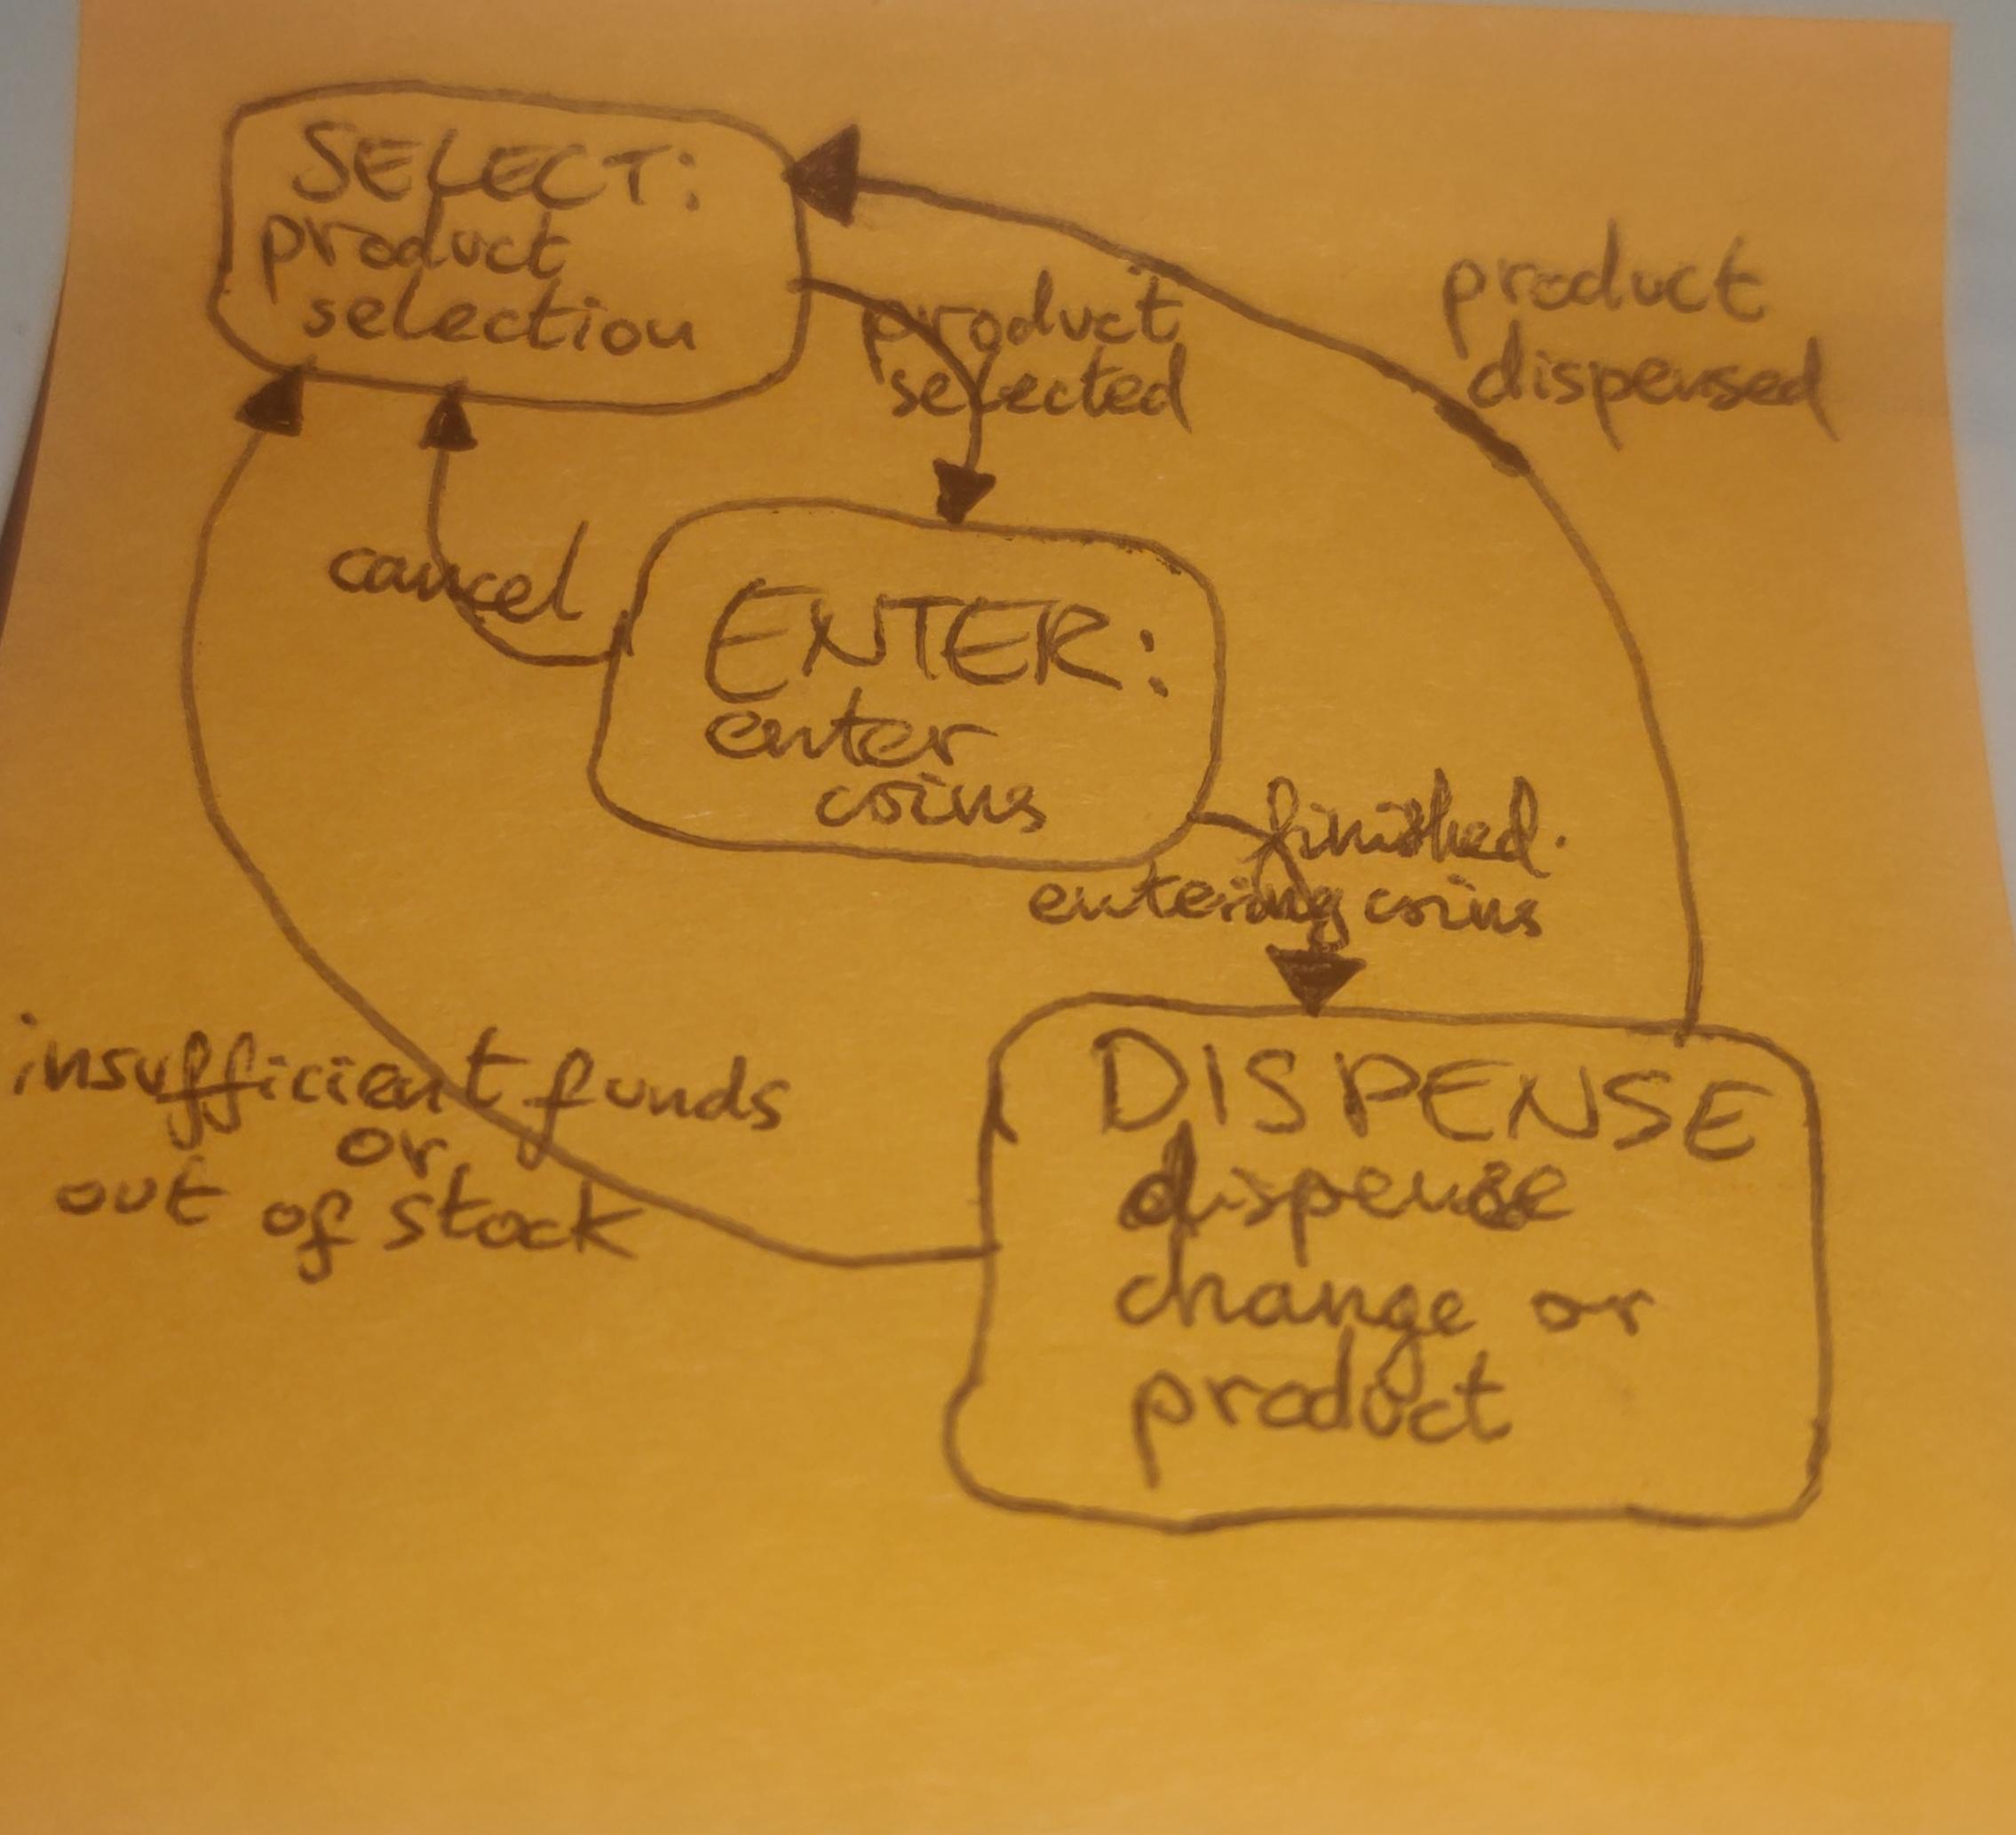 SELECT:
product
selection
product
selected
product
dispensed
cancel
ENTER:
enter
coins
finished
entering coins
insufficient funds
or
out of stock
DISPENSE
dispense
change or
product